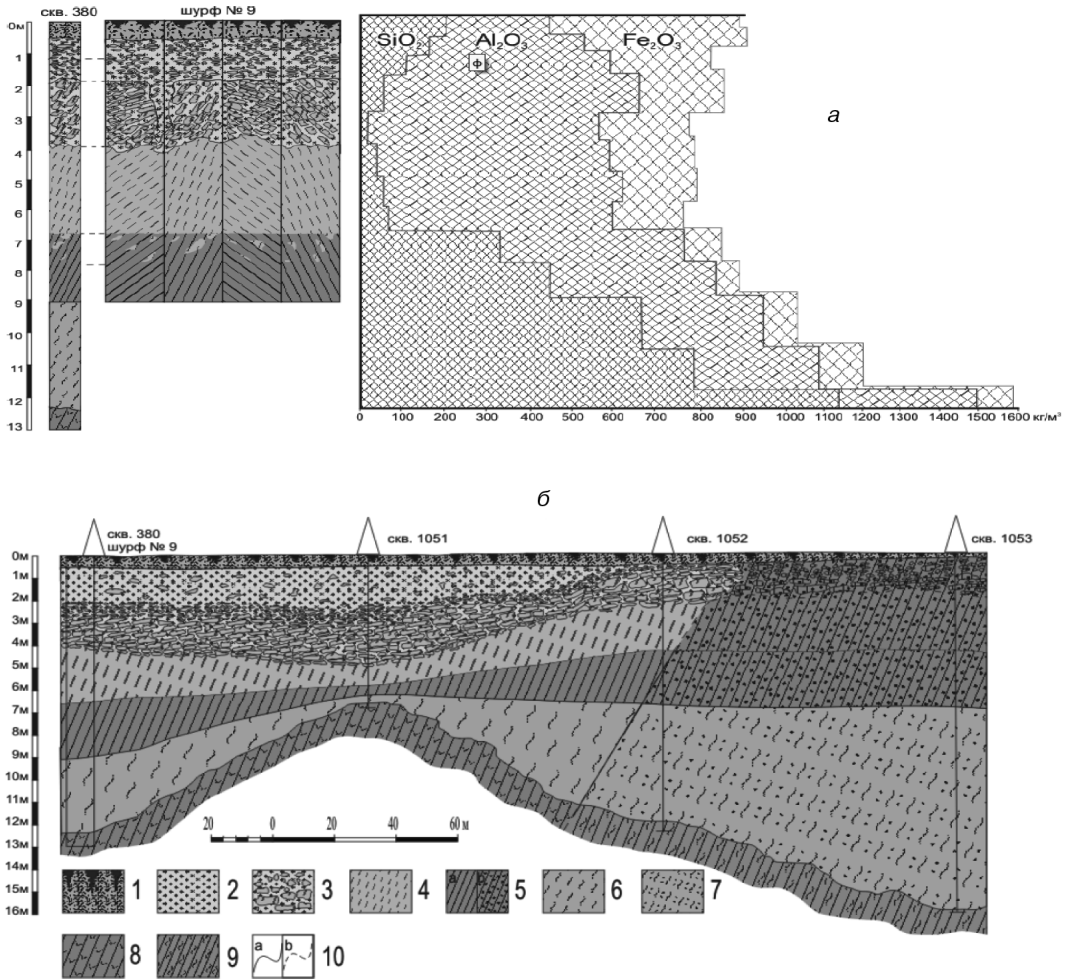 скв. 380
шурф № 9
0м
1
2
3
4
5
6
7
8
9
10
11
12
13
SiO2
Al2O3
Fe2O3
ф
а
0 100 200 300 400 500 600 700 800 900 1000 1100 1200 1300 1400 1500 1600 кг/м³
б
скв. 380
шурф № 9
скв. 1051
скв. 1052
скв. 1053
0м
1м
2м
3м
4м
5м
6м
7м
8м
9м
10м
11м
12м
13м
14м
15м
16м
20 0 20 40 60 м
1 2 3 4 a b 5 6 7
8 9 a b 10